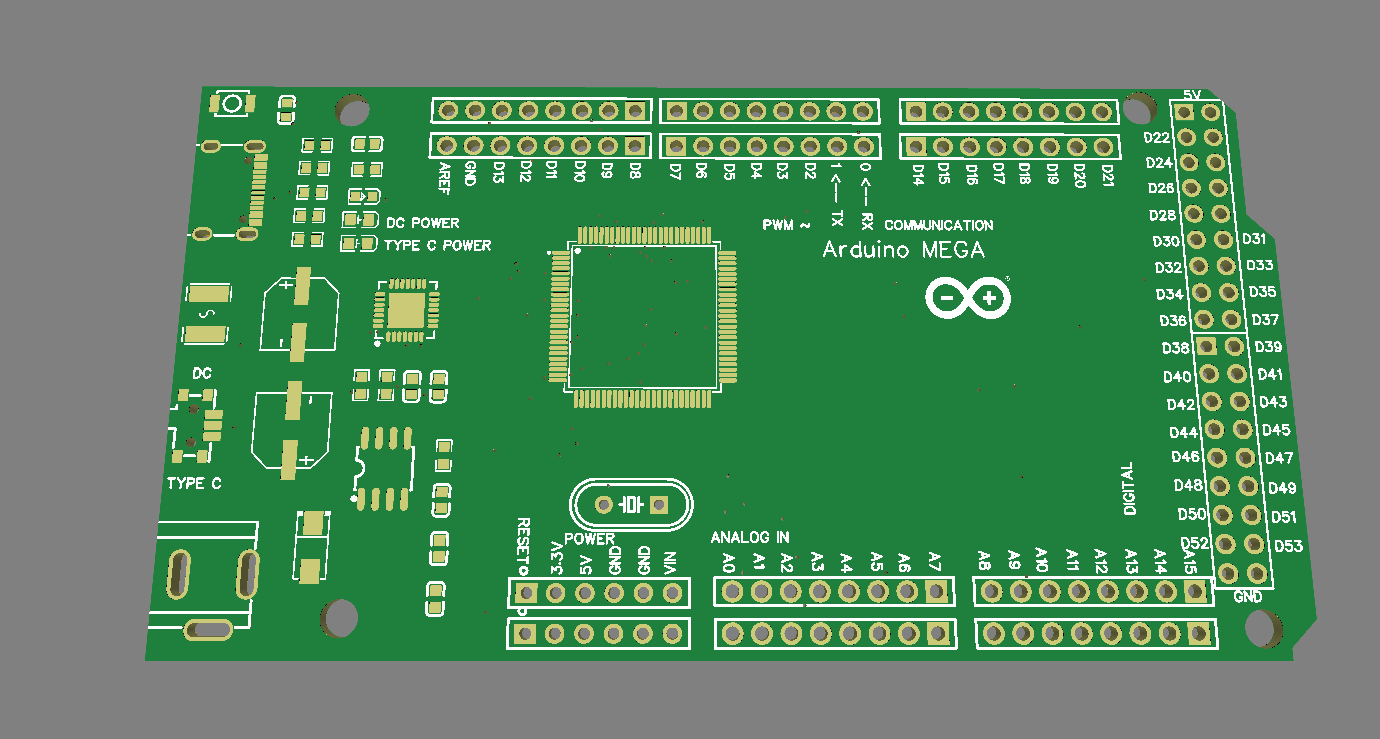 5V
AREF GND D13 D12 D11 D10 D9 D8
D7 D6 D5 D4 D3 D2 1 <--- TX 0 <--- RX
D14 D15 D16 D17 D18 D19 D20 D21
DC POWER
TYPE C POWER
PWM ~
COMMUNICATION
Arduino MEGA
D22
D24
D26
D28
D30 D31
D32 D33
D34 D35
D36 D37
D38 D39
D40 D41
D42 D43
D44 D45
D46 D47
D48 D49
D50 D51
D52 D53
GND
DC
TYPE C
DIGITAL
POWER
RESET 3.3V 5V GND GND VIN
ANALOG IN
A0 A1 A2 A3 A4 A5 A6 A7
A8 A9 A10 A11 A12 A13 A14 A15